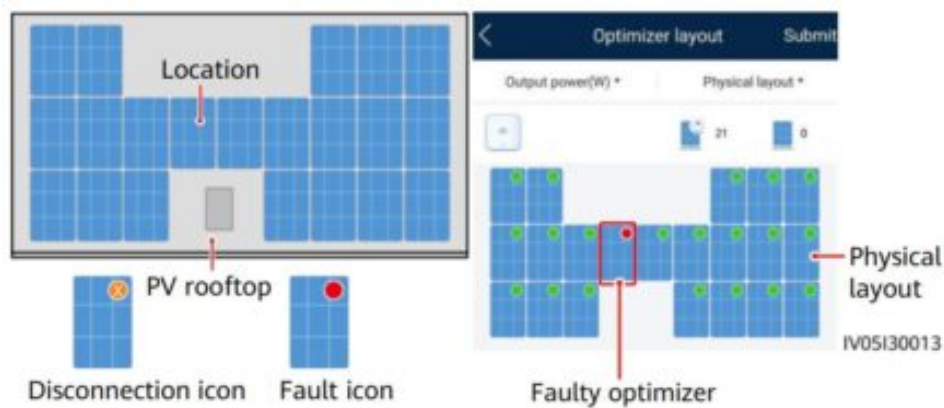 Location
PV rooftop
Disconnection icon
Fault icon
Optimizer layout
Submit
Output power(W)
Physical layout
21
0
Physical
layout
IV05I30013
Faulty optimizer